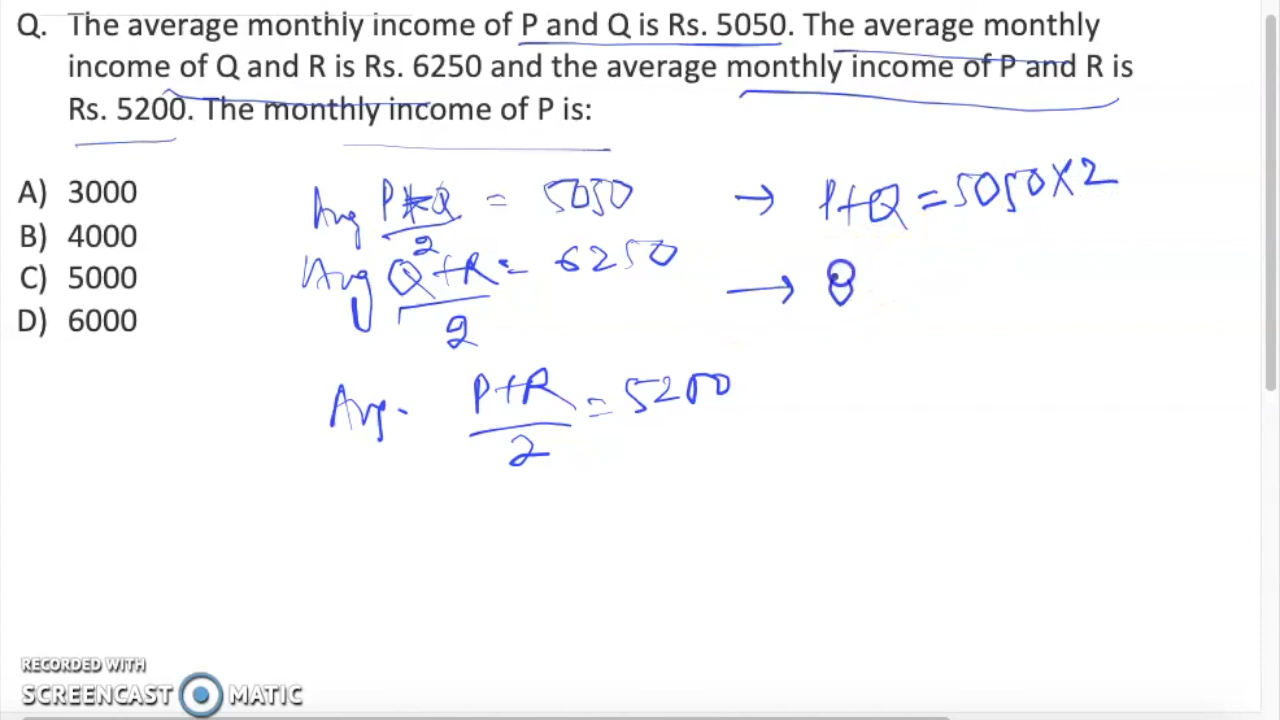 Q. The average monthly income of P and Q is Rs. 5050. The average monthly
income of Q and R is Rs. 6250 and the average monthly income of P and R is
Rs. 5200. The monthly income of P is:
A) 3000
B) 4000
C) 5000
D) 6000
Avg P+Q/2 = 5050 → P+Q = 5050 X 2
Avg Q+R/2 = 6250 →
Avg. P+R/2 = 5200
RECORDED WITH
SCREENCAST MATIC